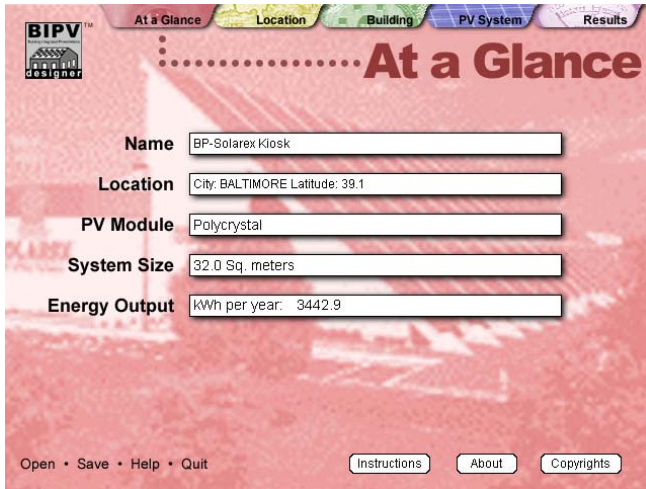 BIPV TM
designer
At a Glance Location Building PV System Results
At a Glance
Name BP-Solarex Kiosk
Location City: BALTIMORE Latitude: 39.1
PV Module Polycrystal
System Size 32.0 Sq. meters
Energy Output kWh per year: 3442.9
Open • Save • Help • Quit Instructions About Copyrights